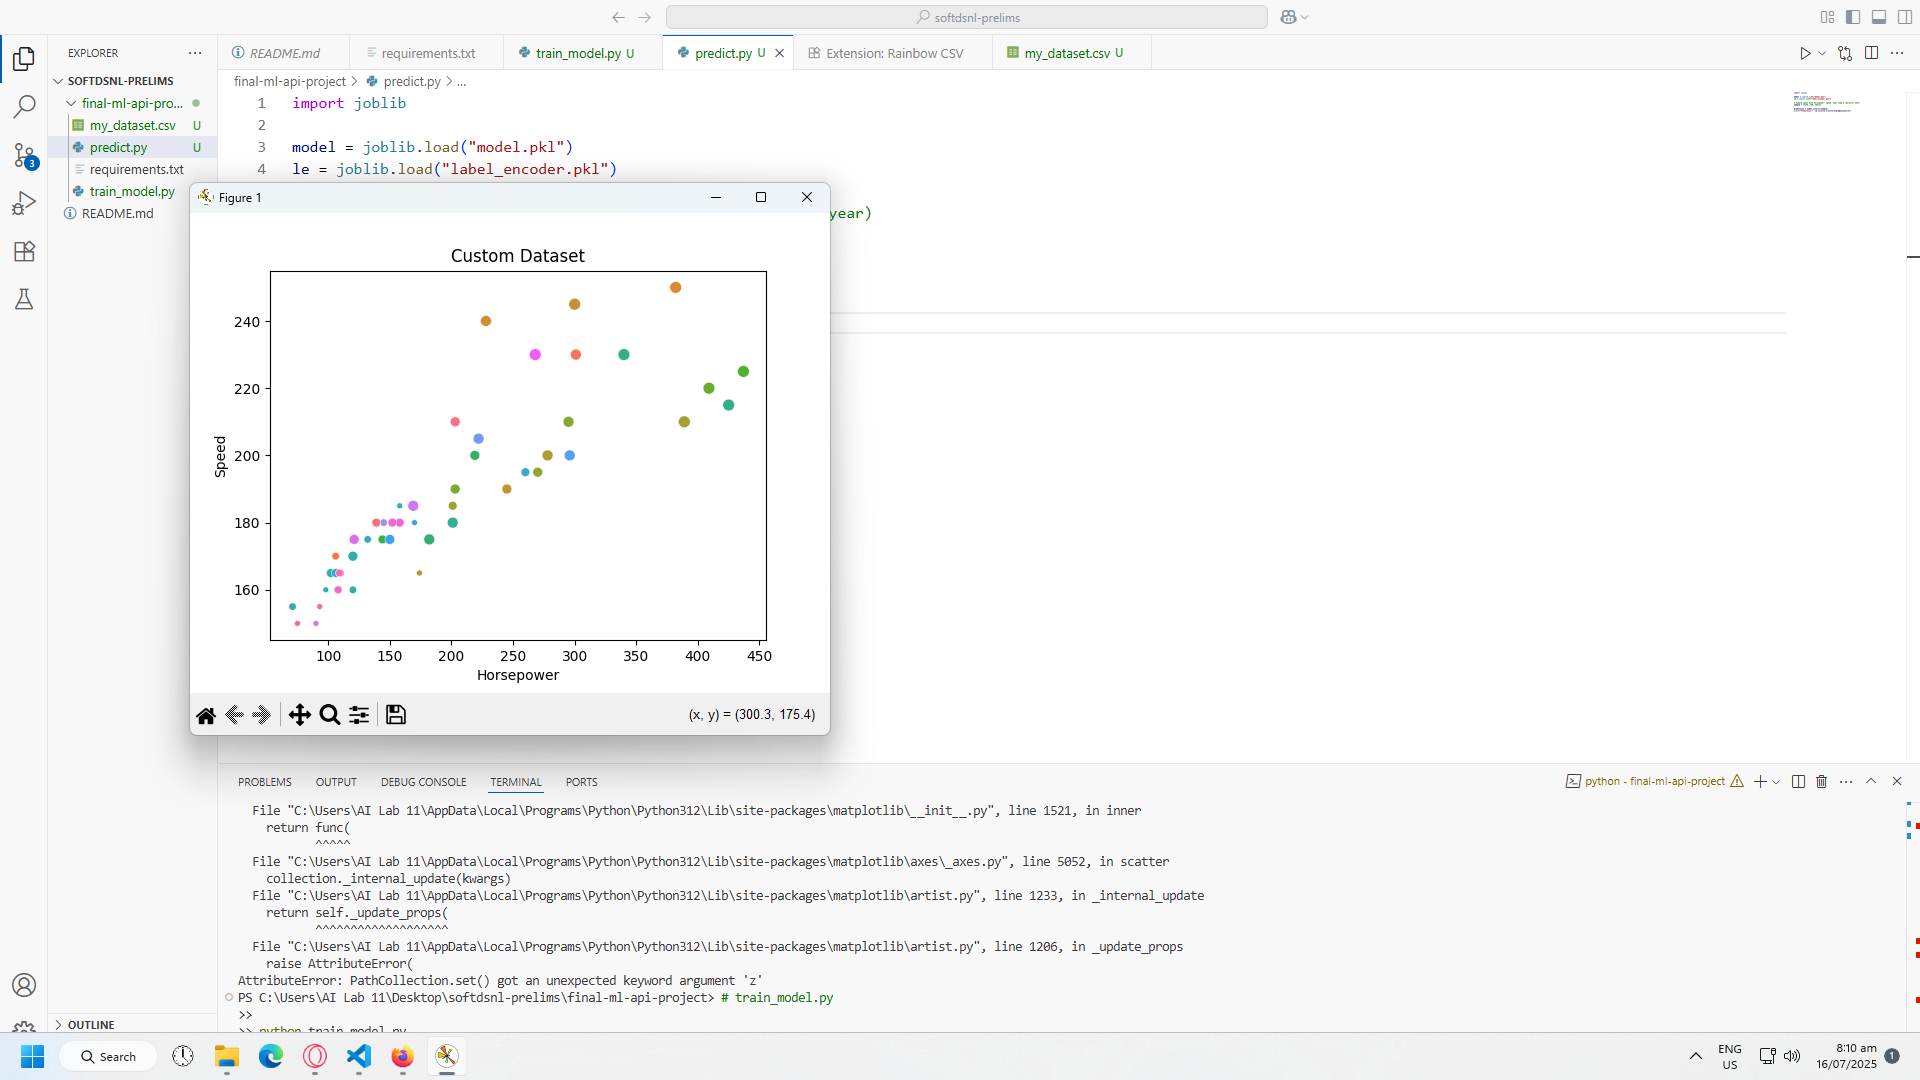 softdsnl-prelims
EXPLORER
README.md
requirements.txt
train_model.py U
predict.py U
Extension: Rainbow CSV
my_dataset.csv U
SOFTDSNL-PRELIMS
final-ml-api-pro...
my_dataset.csv U
predict.py U
requirements.txt
train_model.py
README.md
3
final-ml-api-project > predict.py > ...
1 import joblib
2
3 model = joblib.load("model.pkl")
4 le = joblib.load("label_encoder.pkl")
year)
Figure 1
Custom Dataset
Speed
240
220
200
180
160
100 150 200 250 300 350 400 450
Horsepower
(x, y) = (300.3, 175.4)
PROBLEMS OUTPUT DEBUG CONSOLE TERMINAL PORTS
python - final-ml-api-project
File "C:\Users\AI Lab 11\AppData\Local\Programs\Python\Python312\Lib\site-packages\matplotlib\__init__.py", line 1521, in inner
return func(
^^^^^
File "C:\Users\AI Lab 11\AppData\Local\Programs\Python\Python312\Lib\site-packages\matplotlib\axes\_axes.py", line 5052, in scatter
collection._internal_update(kwargs)
File "C:\Users\AI Lab 11\AppData\Local\Programs\Python\Python312\Lib\site-packages\matplotlib\artist.py", line 1233, in _internal_update
return self._update_props(
^^^^^^^^^^^^^^^^^^^
File "C:\Users\AI Lab 11\AppData\Local\Programs\Python\Python312\Lib\site-packages\matplotlib\artist.py", line 1206, in _update_props
raise AttributeError(
AttributeError: PathCollection.set() got an unexpected keyword argument 'z'
PS C:\Users\AI Lab 11\Desktop\softdsnl-prelims\final-ml-api-project> # train_model.py
>>
>> python train_model.py
OUTLINE
Search
ENG
US
8:10 am
16/07/2025
1